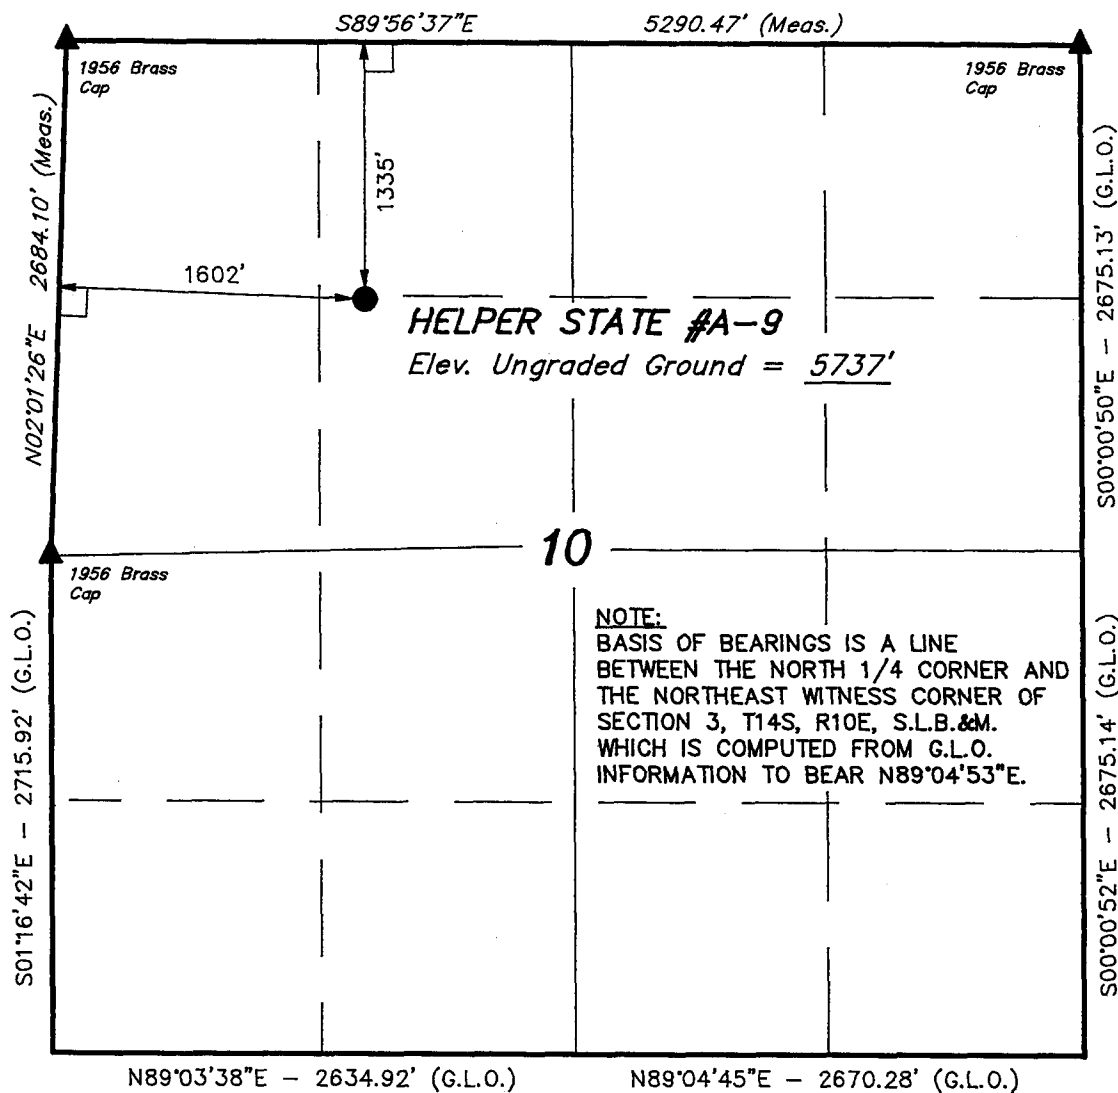 S89°56'37"E 5290.47' (Meas.)
1956 Brass
Cap
1956 Brass
Cap
N02°01'26"E 2684.10' (Meas.)
1335'
1602'
S00°00'50"E – 2675.13' (G.L.O.)
HELPER STATE #A-9
Elev. Ungraded Ground = 5737'
10
1956 Brass
Cap
S01°16'42"E – 2715.92' (G.L.O.)
NOTE:
BASIS OF BEARINGS IS A LINE
BETWEEN THE NORTH 1/4 CORNER AND
THE NORTHEAST WITNESS CORNER OF
SECTION 3, T14S, R10E, S.L.B.&M.
WHICH IS COMPUTED FROM G.L.O.
INFORMATION TO BEAR N89°04'53"E.
S00°00'52"E – 2675.14' (G.L.O.)
N89°03'38"E – 2634.92' (G.L.O.) N89°04'45"E – 2670.28' (G.L.O.)